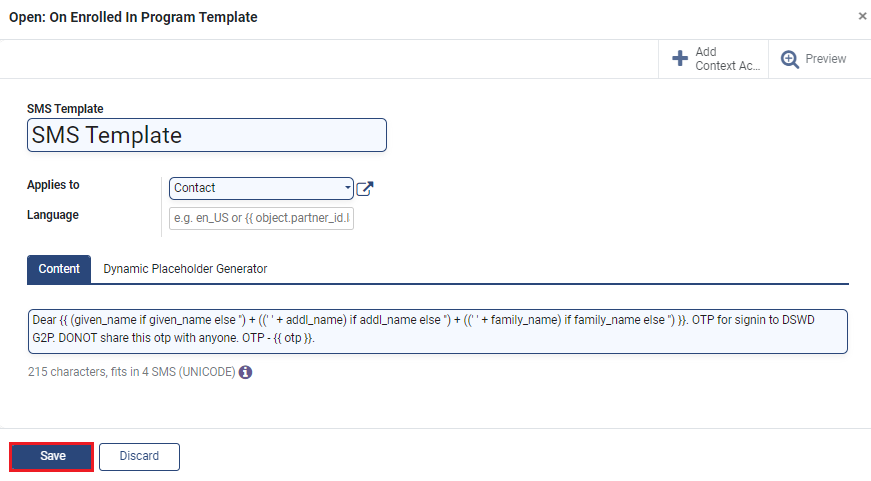 Open: On Enrolled In Program Template
×
Add
Context Ac...
Preview
SMS Template
SMS Template
Applies to
Contact
Language
e.g. en_US or {{ object.partner_id.l
Content
Dynamic Placeholder Generator
Dear {{ (given_name if given_name else '') + ((' ' + addl_name) if addl_name else '') + ((' ' + family_name) if family_name else '') }}. OTP for signin to DSWD
G2P. DONOT share this otp with anyone. OTP - {{ otp }}.
215 characters, fits in 4 SMS (UNICODE)
Save
Discard